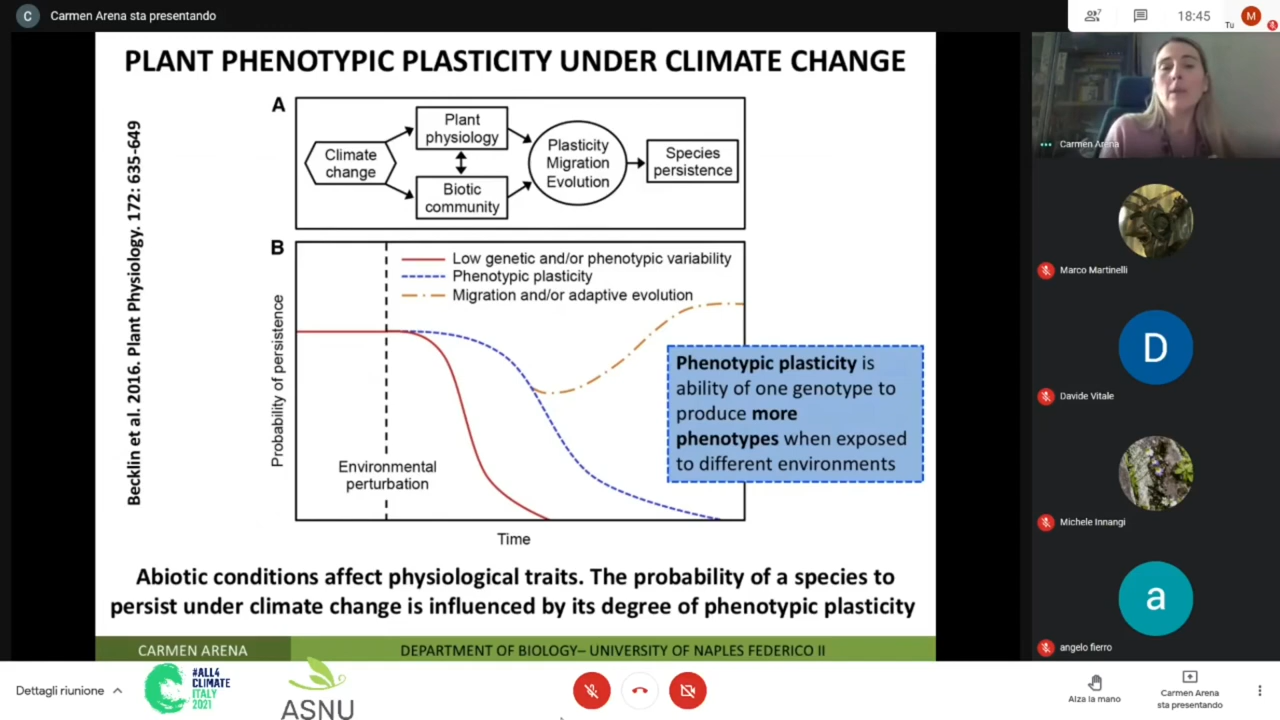 C Carmen Arena sta presentando
7
18:45
Tu
M
PLANT PHENOTYPIC PLASTICITY UNDER CLIMATE CHANGE
Becklin et al. 2016. Plant Physiology. 172: 635-649
A
Climate
change
Plant
physiology
Biotic
community
Plasticity
Migration
Evolution
Species
persistence
B
Low genetic and/or phenotypic variability
Phenotypic plasticity
Migration and/or adaptive evolution
Probability of persistence
Environmental
perturbation
Time
Phenotypic plasticity is
ability of one genotype to
produce more
phenotypes when exposed
to different environments
Abiotic conditions affect physiological traits. The probability of a species to
persist under climate change is influenced by its degree of phenotypic plasticity
CARMEN ARENA
DEPARTMENT OF BIOLOGY– UNIVERSITY OF NAPLES FEDERICO II
Carmen Arena
Marco Martinelli
D
Davide Vitale
Michele Innangi
a
angelo fierro
Dettagli riunione
#ALL4
CLIMATE
ITALY
2021
ASNU
Alza la mano
Carmen Arena
sta presentando